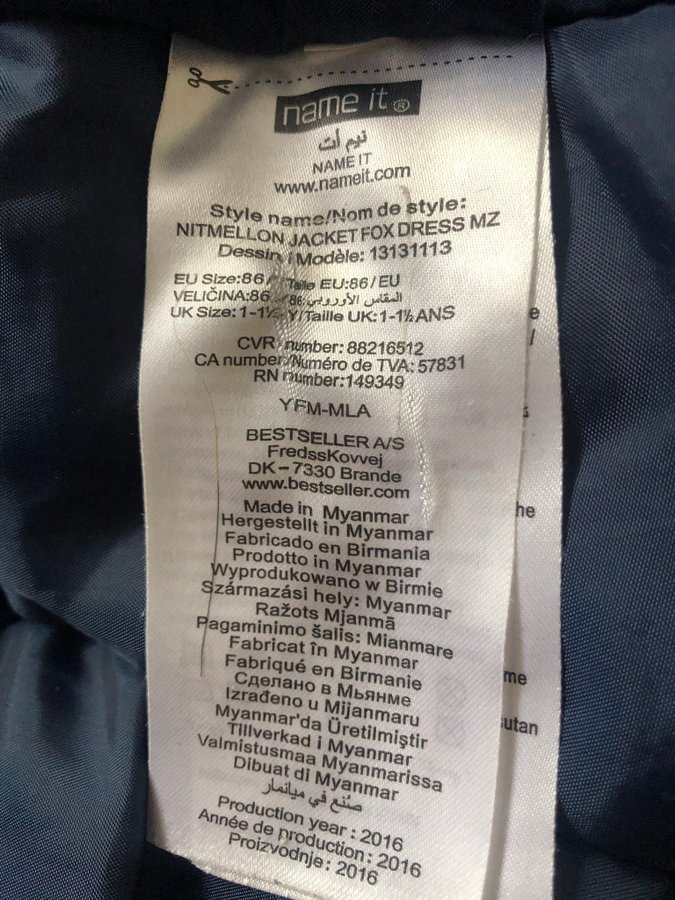 name it ®
نيم أت
NAME IT
www.nameit.com
Style name/Nom de style:
NITMELLON JACKET FOX DRESS MZ
Dessin Modèle: 13131113
EU Size:86/ Taille EU:86/EU
VELIČINA:86 / 86: المقاس الأوروبي
UK Size: 1-1½ Y/Taille UK:1-1½ANS
CVR number: 88216512
CA number:/Numéro de TVA: 57831
RN number:149349
YFM-MLA
BESTSELLER A/S
FredssKovvej
DK-7330 Brande
www.bestseller.com
Made in Myanmar
Hergestellt in Myanmar
Fabricado en Birmania
Prodotto in Myanmar
Wyprodukowano w Birmie
Származási hely: Myanmar
Ražots Mjanmā
Pagaminimo šalis: Mianmare
Fabricat în Myanmar
Fabriqué en Birmanie
Сделано в Мьянме
Izrađeno u Mijanmaru
Myanmar'da Üretilmiştir
Tillverkad i Myanmar
Valmistusmaa Myanmarissa
Dibuat di Myanmar
صنع في ميانمار
Production year : 2016
Année de production: 2016
Proizvodnje: 2016